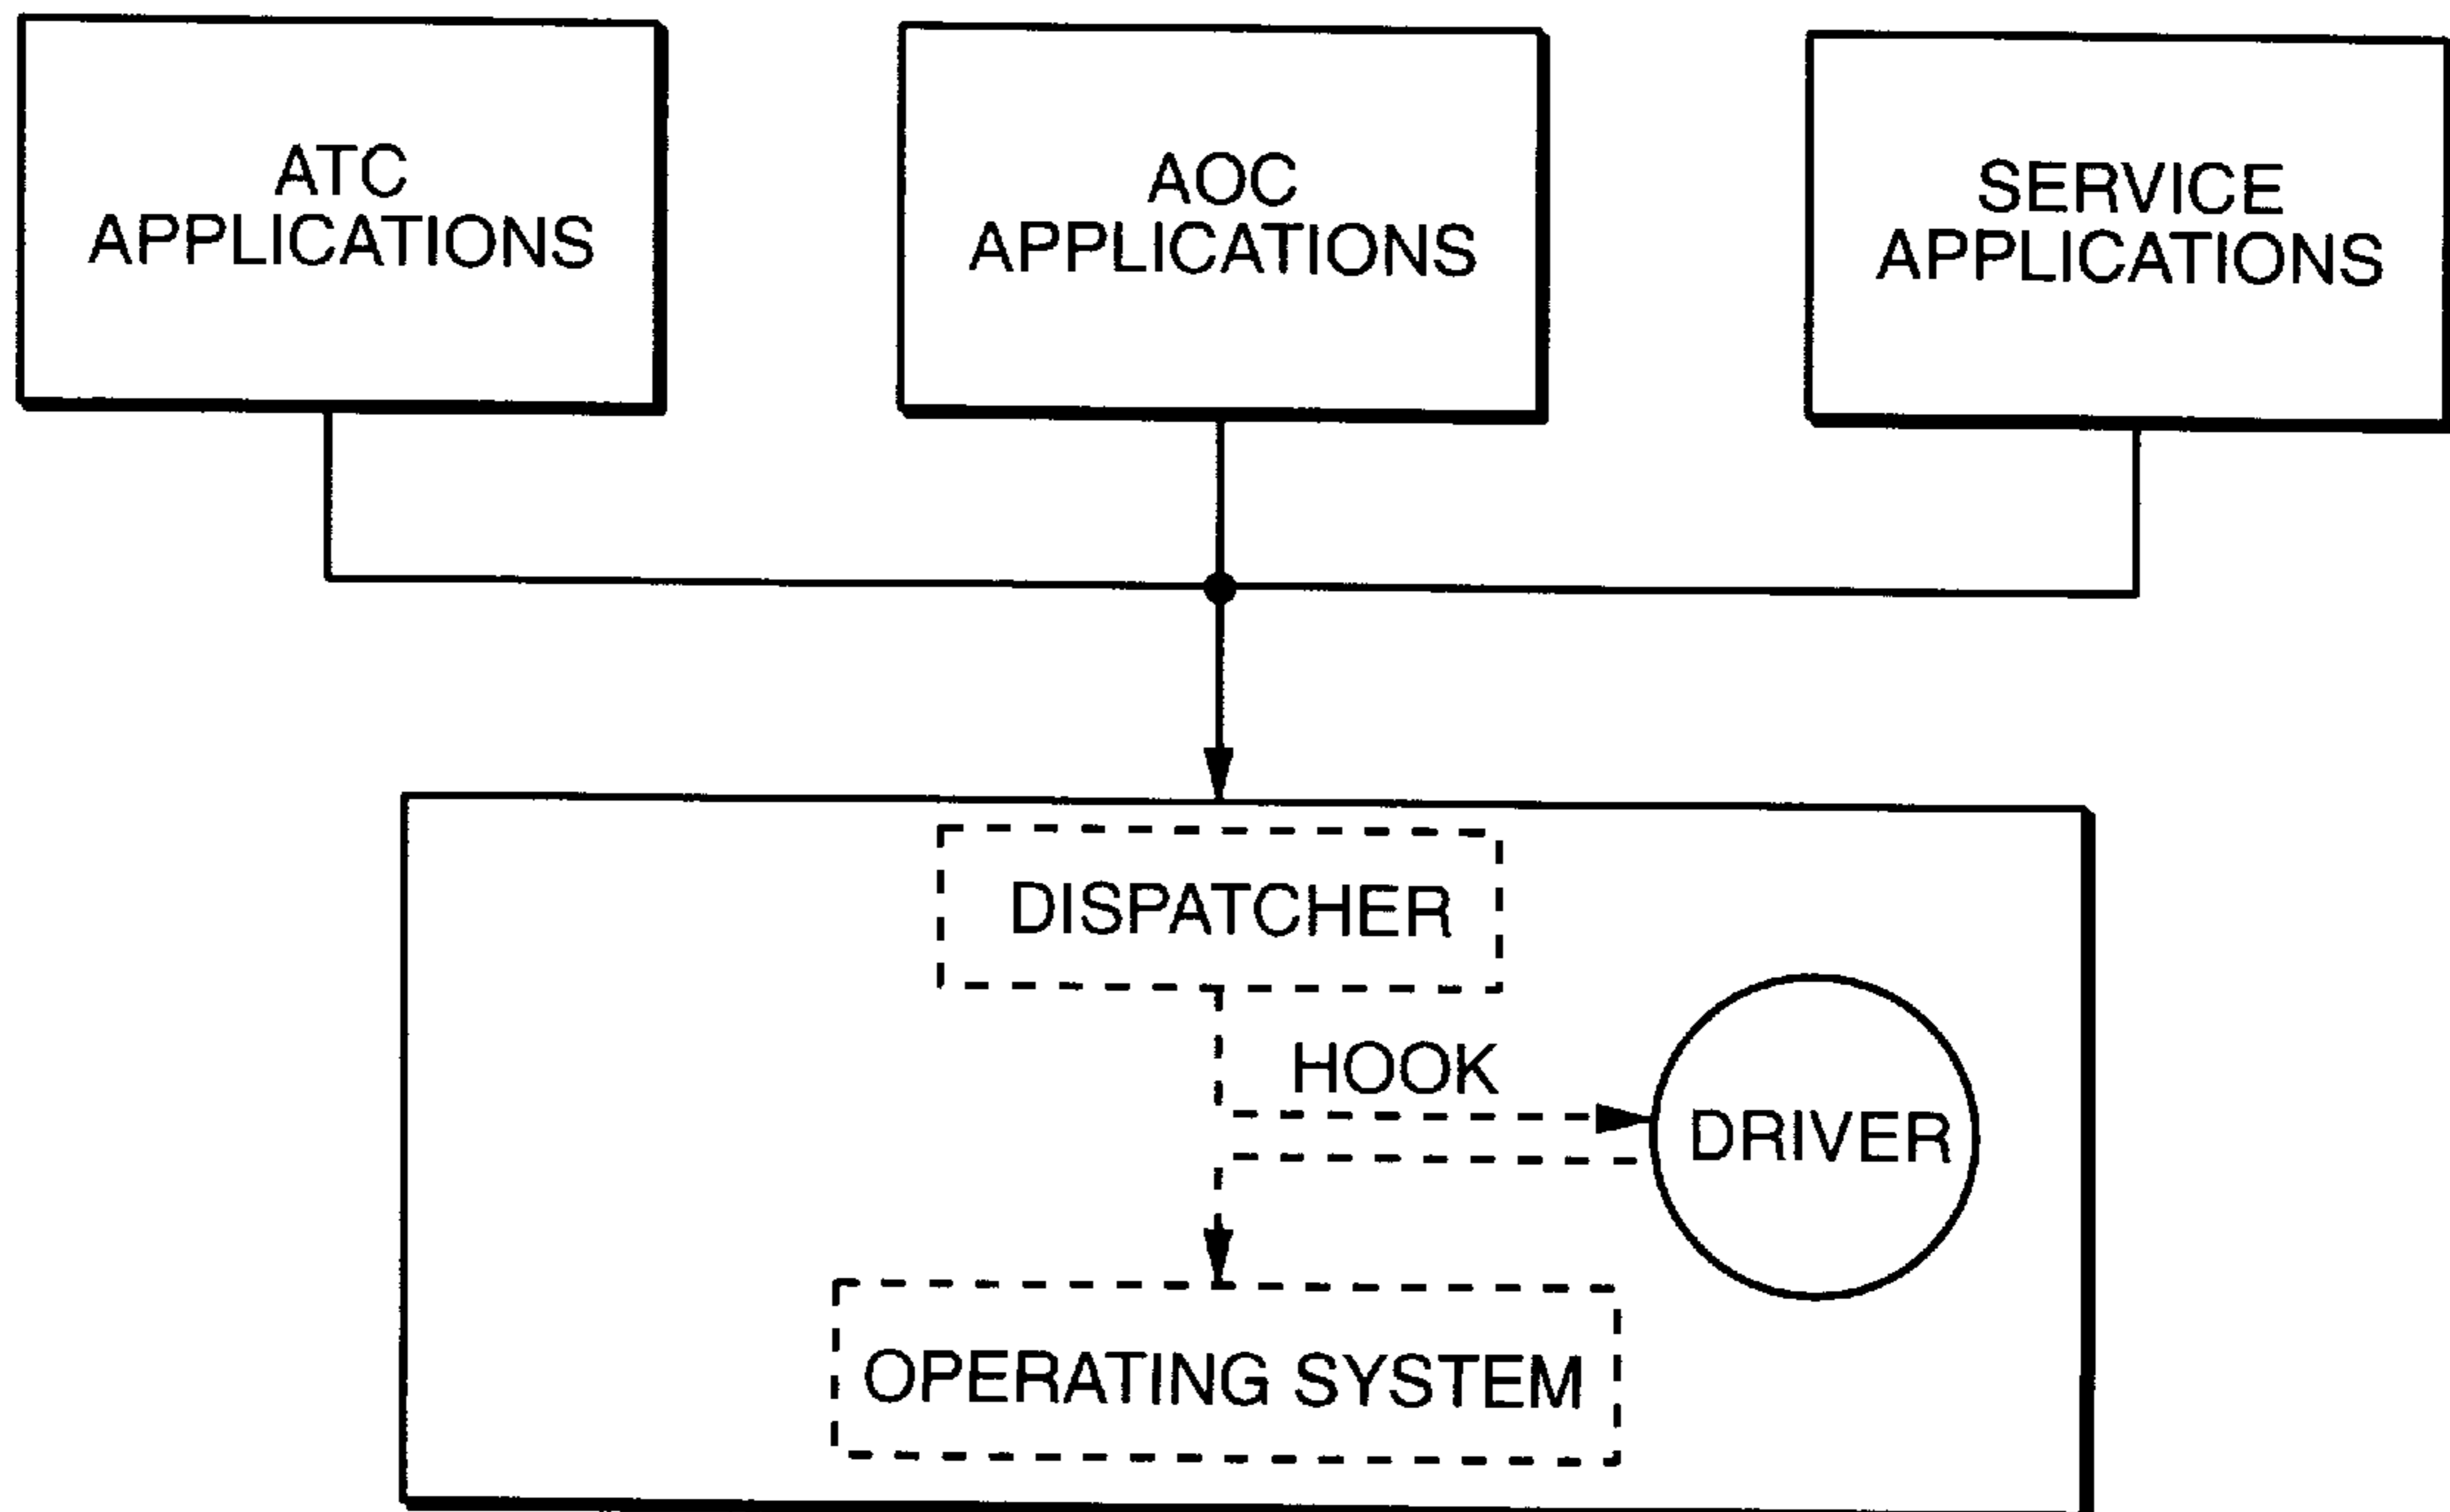 ATC
APPLICATIONS
AOC
APPLICATIONS
SERVICE
APPLICATIONS
DISPATCHER
HOOK
DRIVER
OPERATING SYSTEM